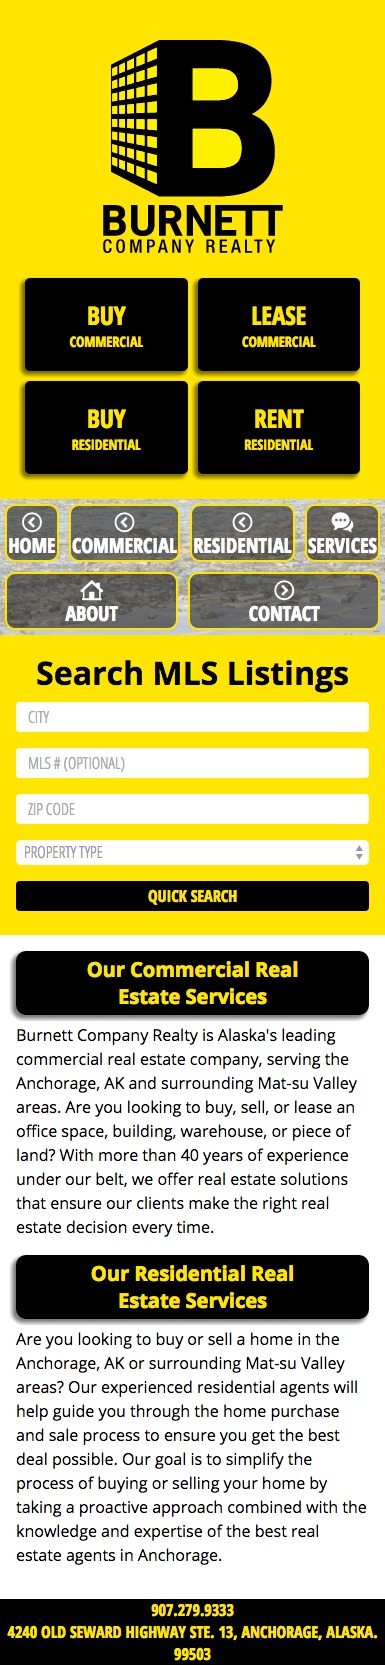 B
BURNETT
COMPANY REALTY
BUY
COMMERCIAL
LEASE
COMMERCIAL
BUY
RESIDENTIAL
RENT
RESIDENTIAL
HOME
COMMERCIAL
RESIDENTIAL
SERVICES
ABOUT
CONTACT
Search MLS Listings
CITY
MLS # (OPTIONAL)
ZIP CODE
PROPERTY TYPE
QUICK SEARCH
Our Commercial Real
Estate Services
Burnett Company Realty is Alaska's leading
commercial real estate company, serving the
Anchorage, AK and surrounding Mat-su Valley
areas. Are you looking to buy, sell, or lease an
office space, building, warehouse, or piece of
land? With more than 40 years of experience
under our belt, we offer real estate solutions
that ensure our clients make the right real
estate decision every time.
Our Residential Real
Estate Services
Are you looking to buy or sell a home in the
Anchorage, AK or surrounding Mat-su Valley
areas? Our experienced residential agents will
help guide you through the home purchase
and sale process to ensure you get the best
deal possible. Our goal is to simplify the
process of buying or selling your home by
taking a proactive approach combined with the
knowledge and expertise of the best real
estate agents in Anchorage.
907.279.9333
4240 OLD SEWARD HIGHWAY STE. 13, ANCHORAGE, ALASKA.
99503